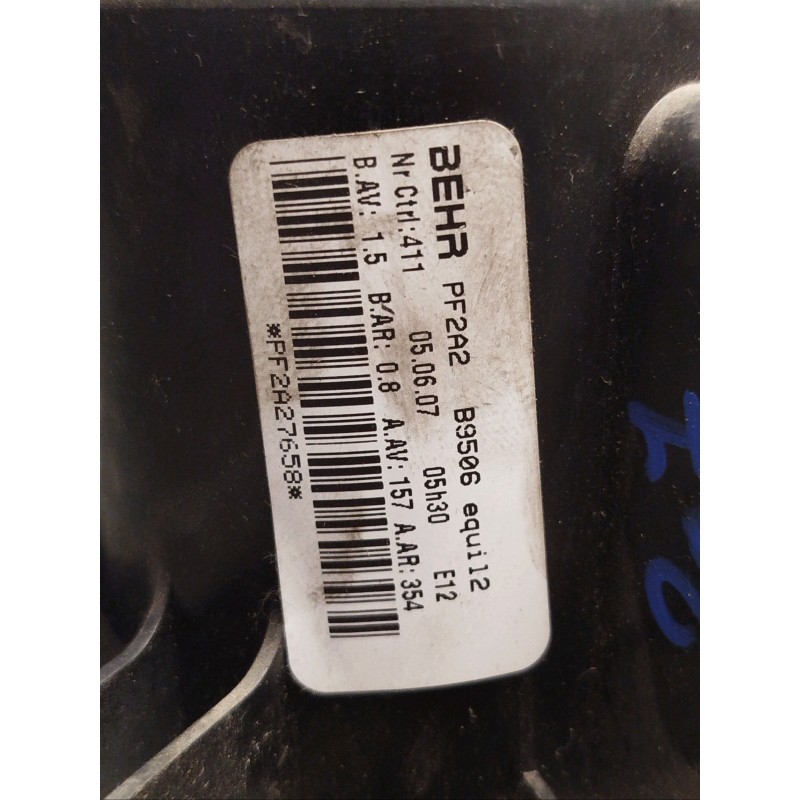 BEHR PF2A2 B9506 equil2
Nr Ctrl:411 05.06.07 05h30 E12
B.AV: 1.5 B/AR: 0.8 A.AV: 157 A.AR: 354
*PF2A27658*